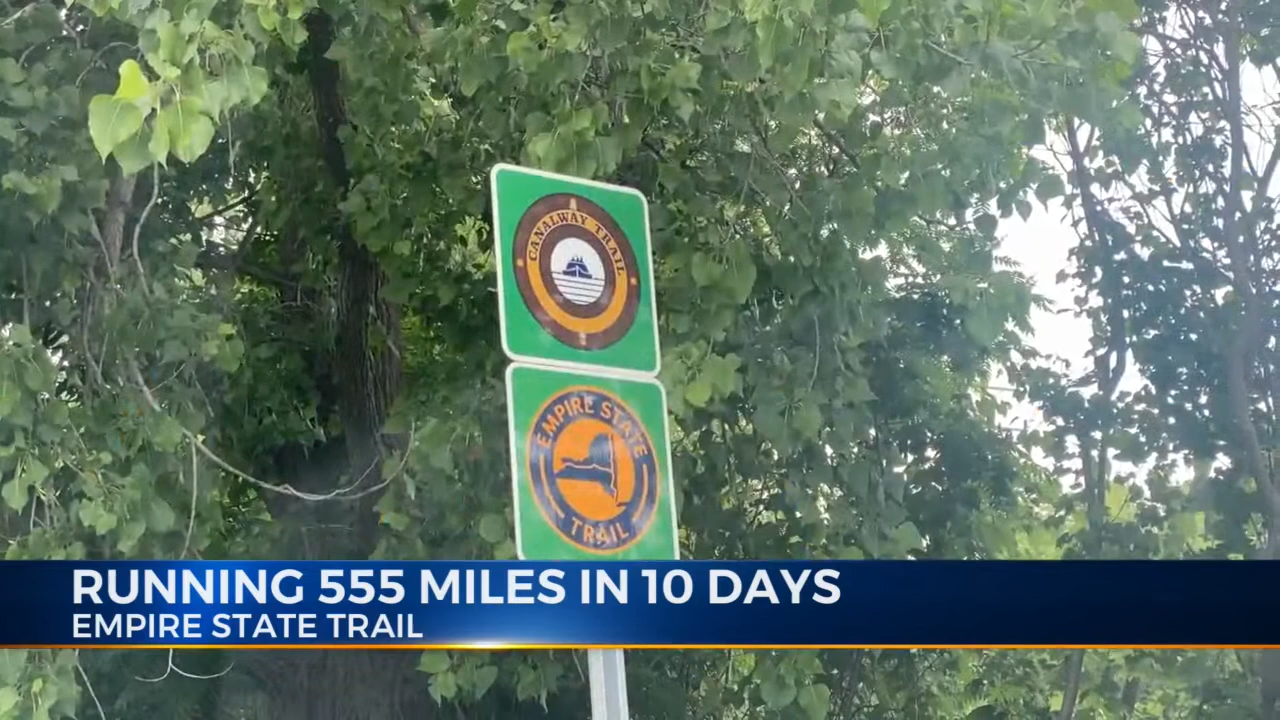 CANALWAY TRAIL
EMPIRE STATE
TRAIL
RUNNING 555 MILES IN 10 DAYS
EMPIRE STATE TRAIL